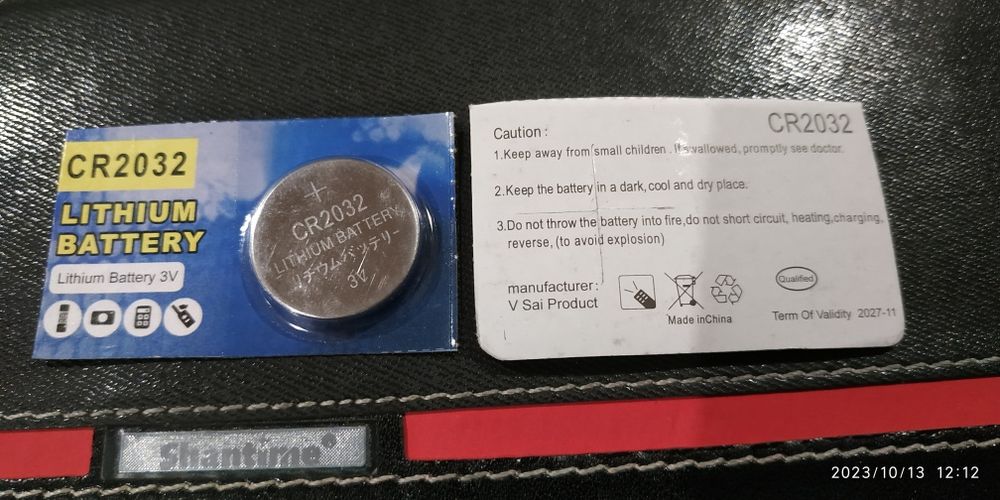 CR2032
LITHIUM
BATTERY
Lithium Battery 3V
+
CR2032
LITHIUM BATTERY
リチウムバッテリー
3V
CR2032
Caution :
1.Keep away from small children . If swallowed, promptly see doctor.
2.Keep the battery in a dark, cool and dry place.
3.Do not throw the battery into fire,do not short circuit, heating,charging,
reverse, (to avoid explosion)
manufacturer:
V Sai Product
Made inChina
Qualified
Term Of Validity 2027-11
Shantime®
2023/10/13 12:12